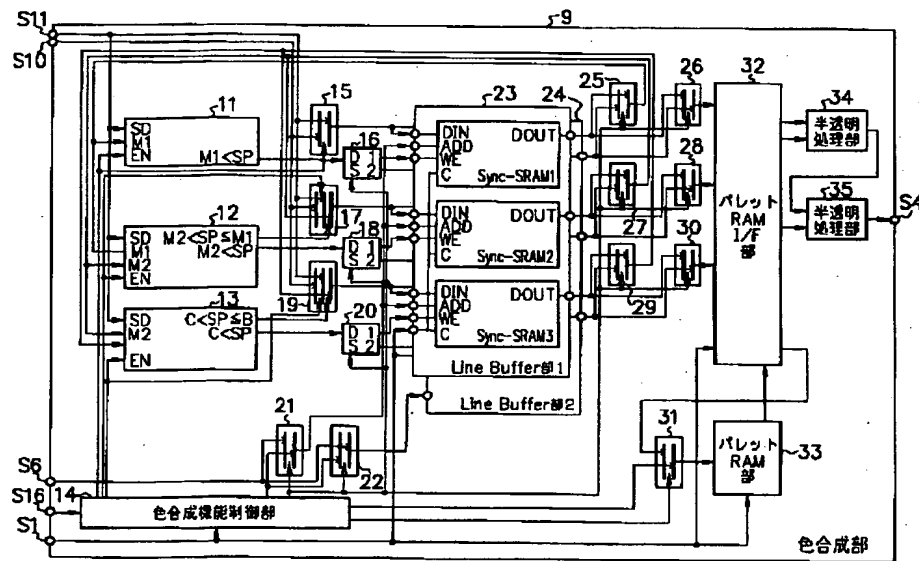 S11
S10
9
11
SD
M1
EN
M1<SP
12
SD
M1
M2
EN
M2<SP≦M1
M2<SP
13
SD
M2
EN
C<SP≦B
C<SP
15
16
D 1
S 2
17
18
D 1
S 2
19
20
D 1
S 2
23
24
DIN
ADD
WE
C
DOUT
Sync-SRAM1
DIN
ADD
WE
C
DOUT
Sync-SRAM2
DIN
ADD
WE
C
DOUT
Sync-SRAM3
Line Buffer部1
Line Buffer部2
25
26
27
28
29
30
32
パレット
RAM
I/F
部
34
半透明
処理部
35
半透明
処理部
S4
21
22
31
パレット
RAM
部
33
S6
S16
14
S1
色合成機能制御部
色合成部